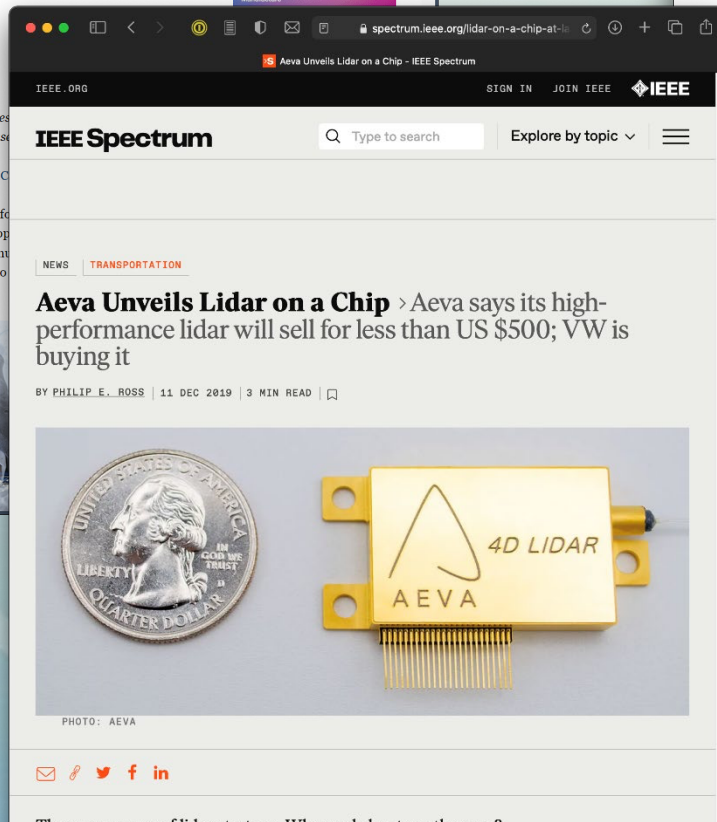 spectrum.ieee.org/lidar-on-a-chip-at-la
Aeva Unveils Lidar on a Chip - IEEE Spectrum
IEEE.ORG
SIGN IN JOIN IEEE IEEE
IEEE Spectrum
Type to search
Explore by topic
NEWS TRANSPORTATION
Aeva Unveils Lidar on a Chip › Aeva says its high-
performance lidar will sell for less than US $500; VW is
buying it
BY PHILIP E. ROSS 11 DEC 2019 3 MIN READ
UNITED STATES OF AMERICA
LIBERTY
IN
GOD WE
TRUST
QUARTER DOLLAR
4D LIDAR
AEVA
PHOTO: AEVA